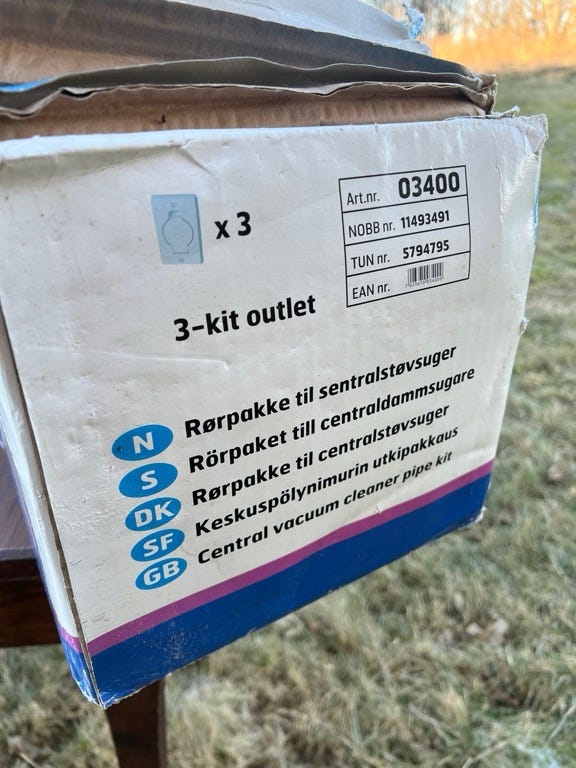 x 3
Art.nr. 03400
NOBB nr. 11493491
TUN nr. 5794795
EAN nr.
3-kit outlet
N Rørpakke til sentralstøvsuger
S Rörpaket till centraldammsugare
DK Rørpakke til centralstøvsuger
SF Keskuspölynimurin utkipakkaus
GB Central vacuum cleaner pipe kit